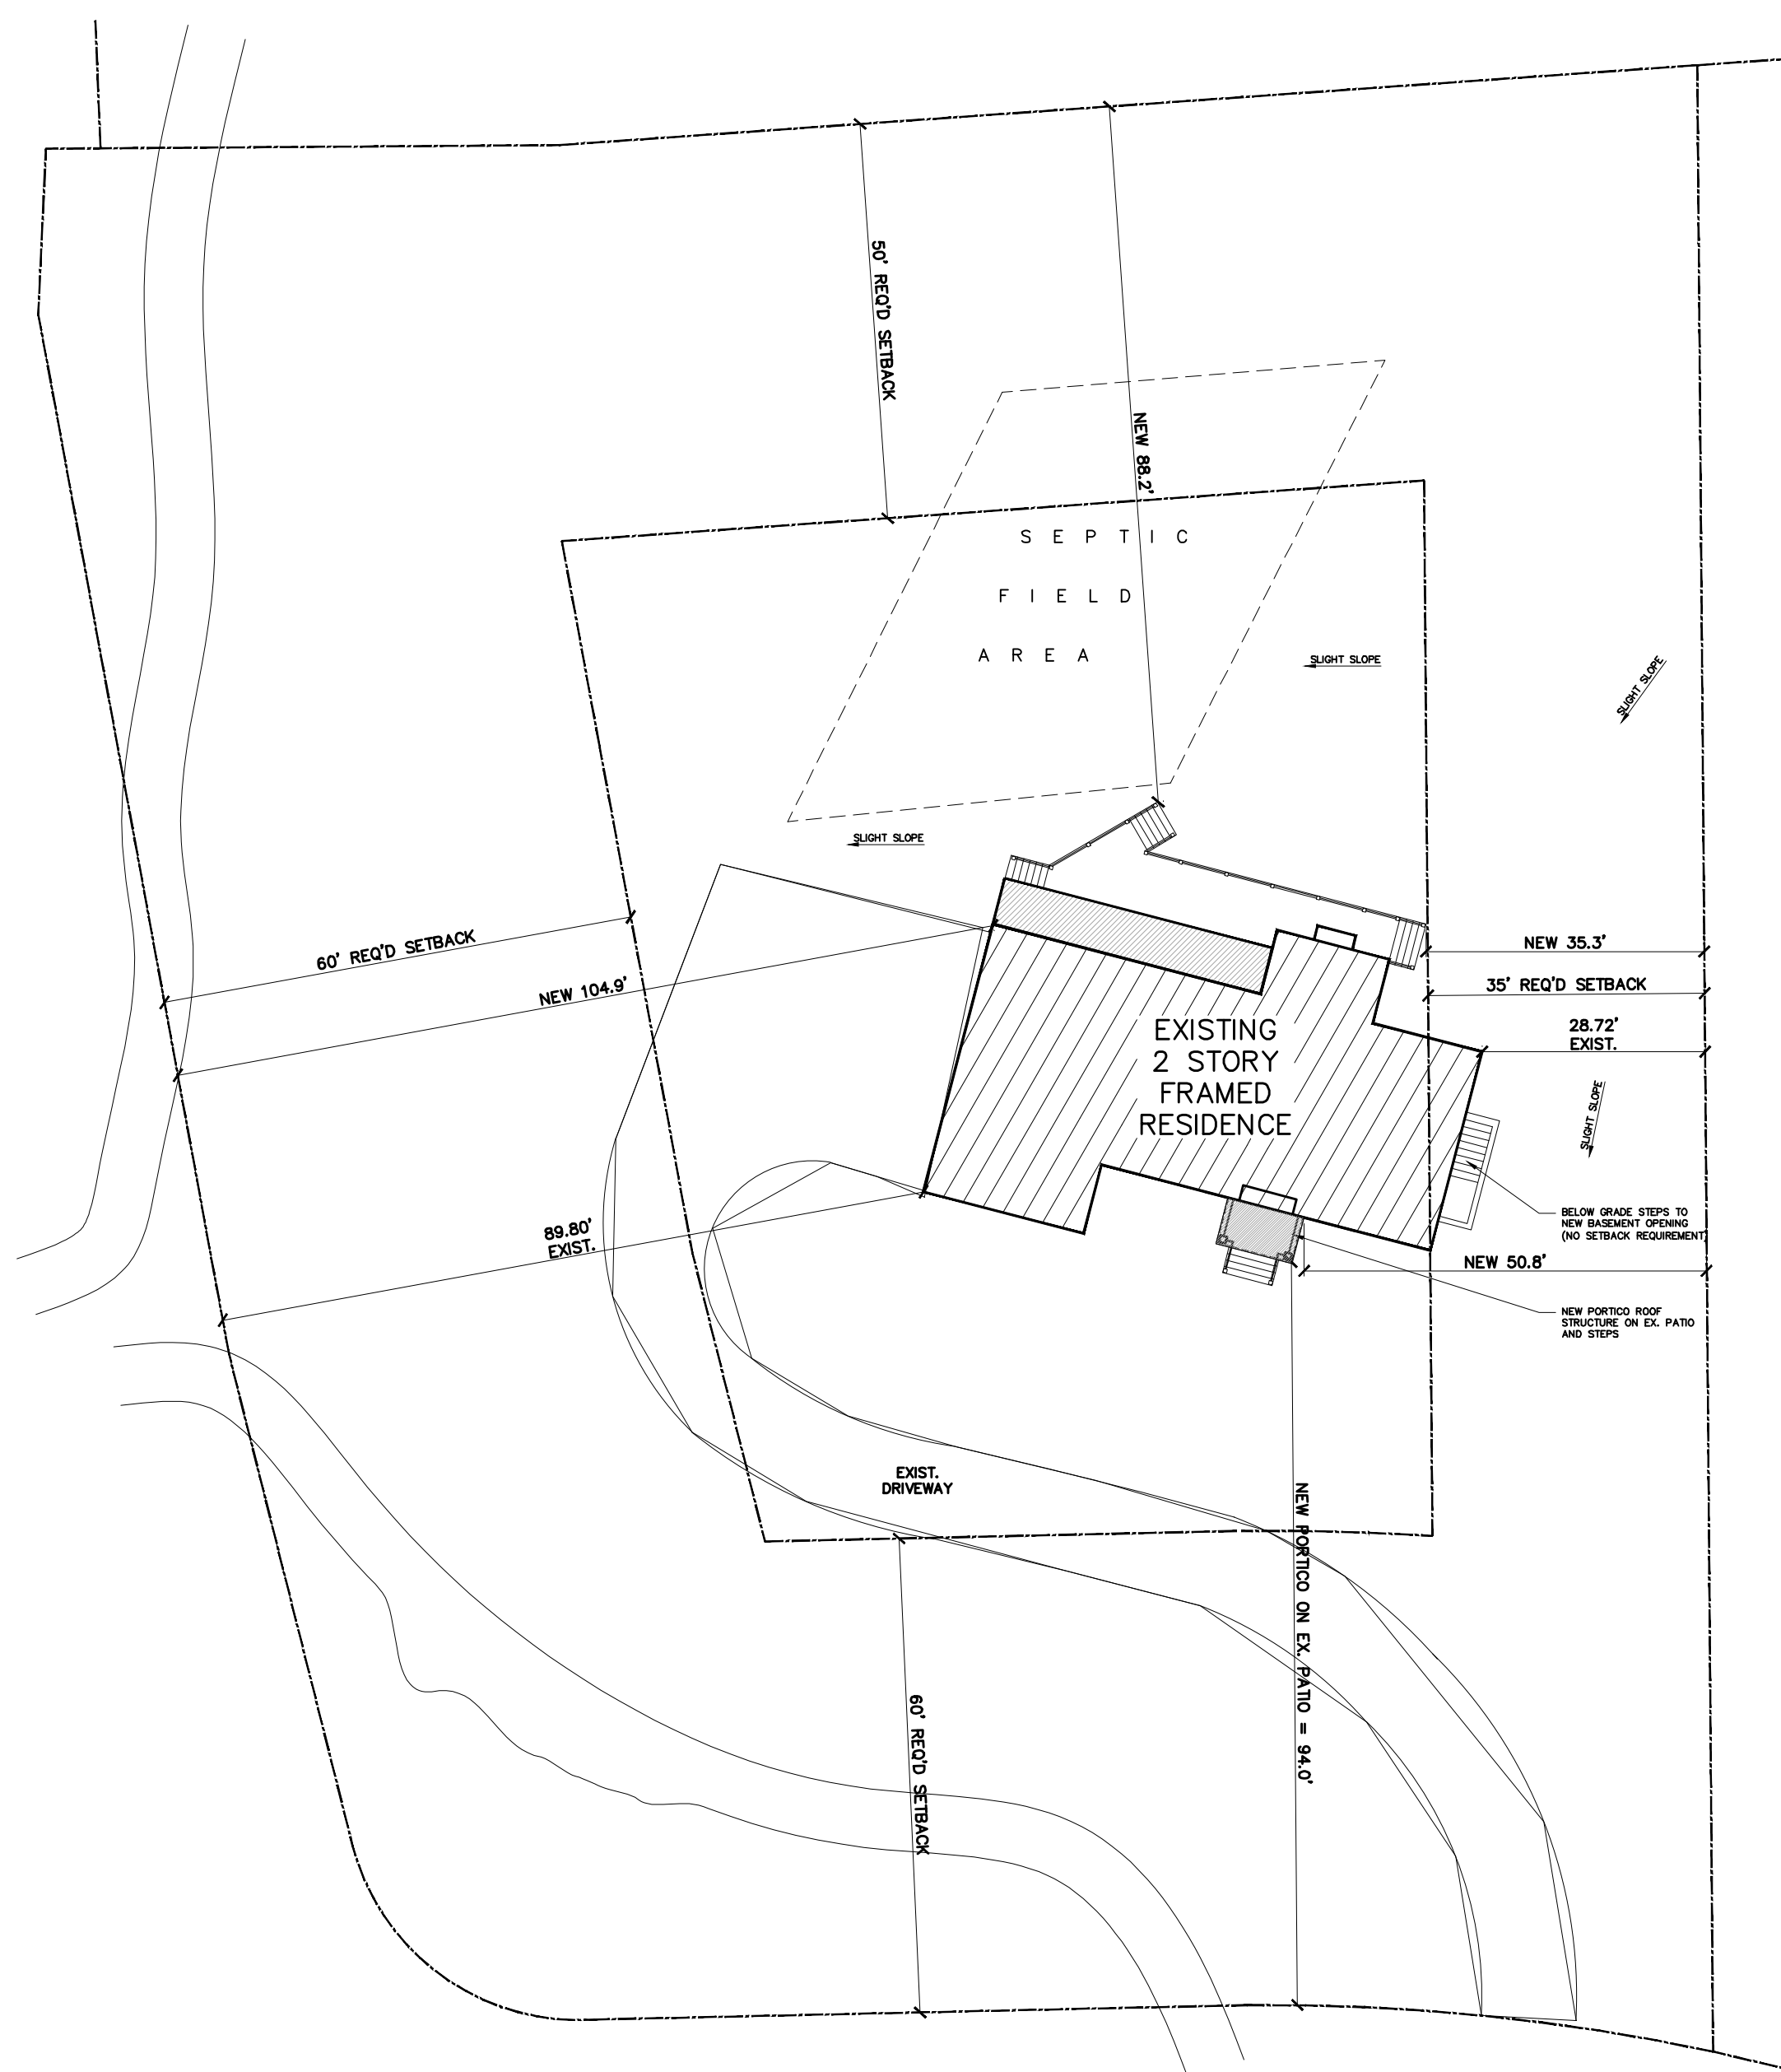 50' REQ'D SETBACK
NEW 88.2'
SEPTIC
FIELD
AREA
SLIGHT SLOPE
SLIGHT SLOPE
SLIGHT SLOPE
60' REQ'D SETBACK
NEW 104.9'
NEW 35.3'
35' REQ'D SETBACK
28.72'
EXIST.
EXISTING
2 STORY
FRAMED
RESIDENCE
SLIGHT SLOPE
89.80'
EXIST.
BELOW GRADE STEPS TO
NEW BASEMENT OPENING
(NO SETBACK REQUIREMENT)
NEW 50.8'
NEW PORTICO ROOF
STRUCTURE ON EX. PATIO
AND STEPS
EXIST.
DRIVEWAY
NEW PORTICO ON EX. PATIO = 94.0'
60' REQ'D SETBACK